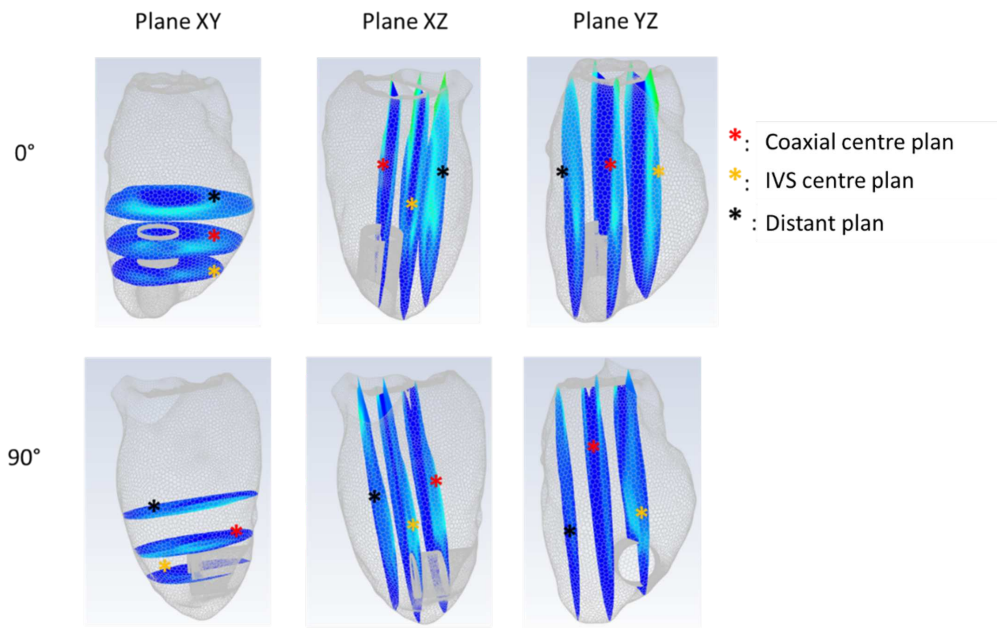 Plane XY Plane XZ Plane YZ
0°
* : Coaxial centre plan
* : IVS centre plan
* : Distant plan
90°